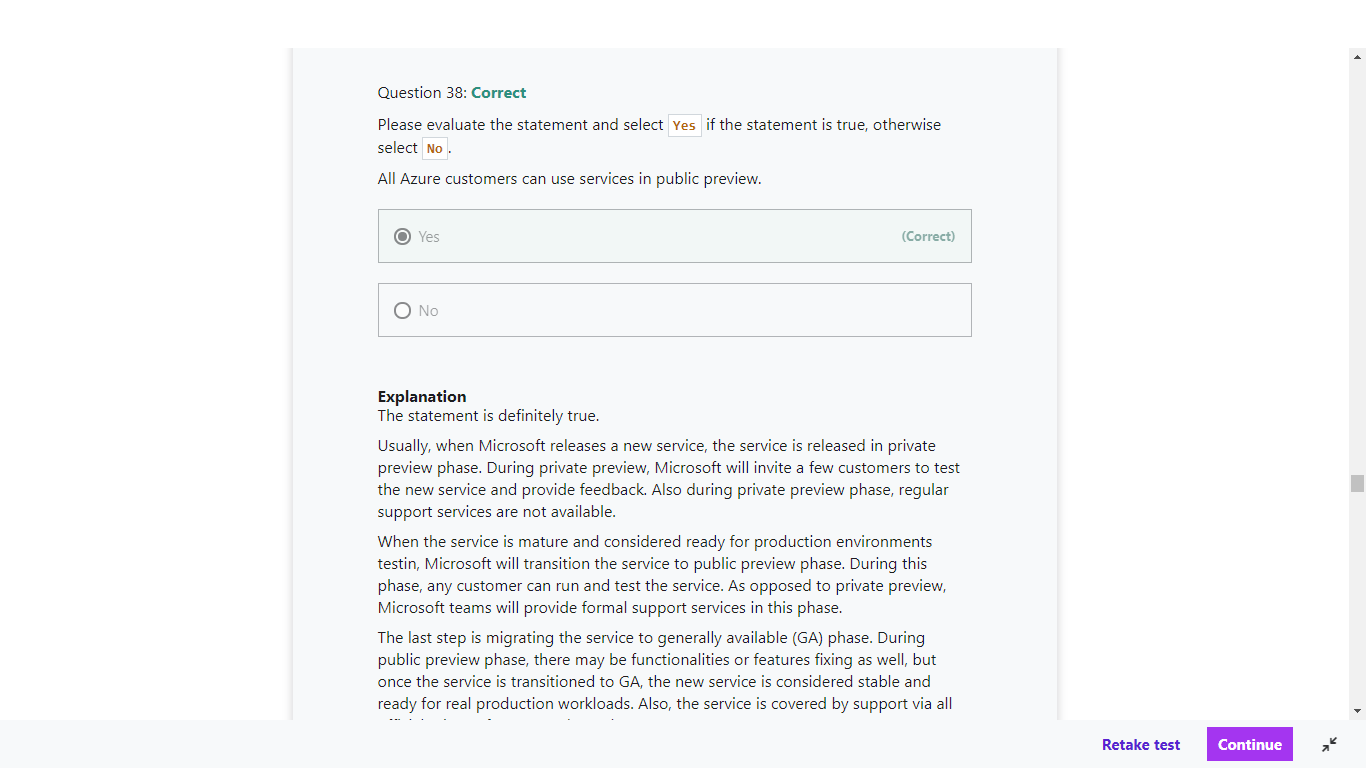 Question 38: Correct
Please evaluate the statement and select Yes if the statement is true, otherwise
select No.
All Azure customers can use services in public preview.
Yes (Correct)
No
Explanation
The statement is definitely true.
Usually, when Microsoft releases a new service, the service is released in private
preview phase. During private preview, Microsoft will invite a few customers to test
the new service and provide feedback. Also during private preview phase, regular
support services are not available.
When the service is mature and considered ready for production environments
testin, Microsoft will transition the service to public preview phase. During this
phase, any customer can run and test the service. As opposed to private preview,
Microsoft teams will provide formal support services in this phase.
The last step is migrating the service to generally available (GA) phase. During
public preview phase, there may be functionalities or features fixing as well, but
once the service is transitioned to GA, the new service is considered stable and
ready for real production workloads. Also, the service is covered by support via all
Retake test Continue